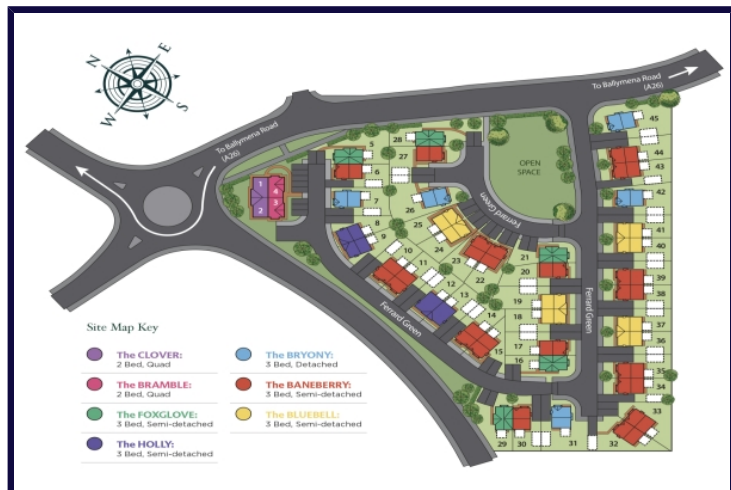 N
E
S
W
To Ballymena Road
(A26)
To Ballymena Road
(A26)
OPEN
SPACE
Ferrard Green
Ferrard Green
Ferrard Green
1
4
2
3
5
6
7
8
9
10
11
12
13
14
15
16
17
18
19
20
21
22
23
24
25
26
27
28
29
30
31
32
33
34
35
36
37
38
39
40
41
42
43
44
45
Site Map Key
The CLOVER:
2 Bed, Quad
The BRAMBLE:
2 Bed, Quad
The FOXGLOVE:
3 Bed, Semi-detached
The HOLLY:
3 Bed, Semi-detached
The BRYONY:
3 Bed, Detached
The BANEBERRY:
3 Bed, Semi-detached
The BLUEBELL:
3 Bed, Semi-detached